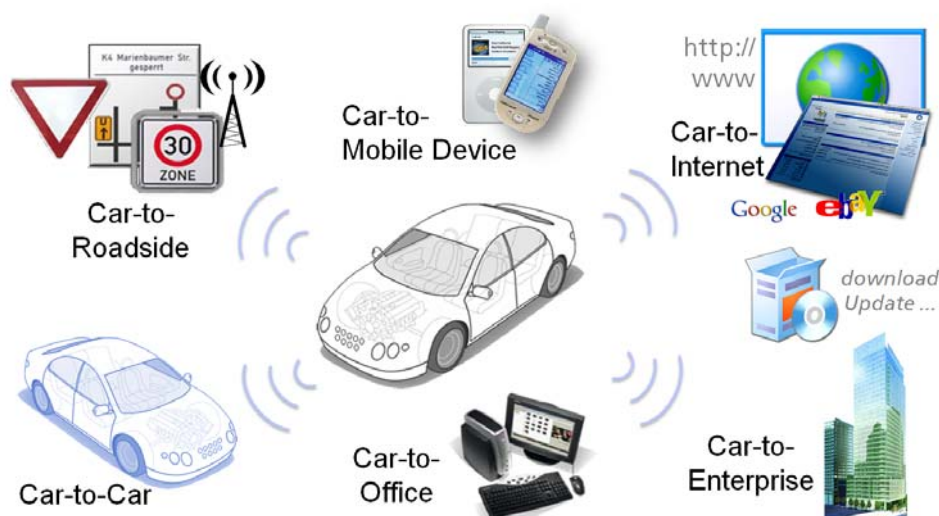 K4 Marienbaumer Str.
gesperrt
U
30
ZONE
Car-to-
Roadside
Car-to-
Mobile Device
http://
www
Car-to-
Internet
Google
ebay
download
Update ...
Car-to-Car
Car-to-
Office
Car-to-
Enterprise